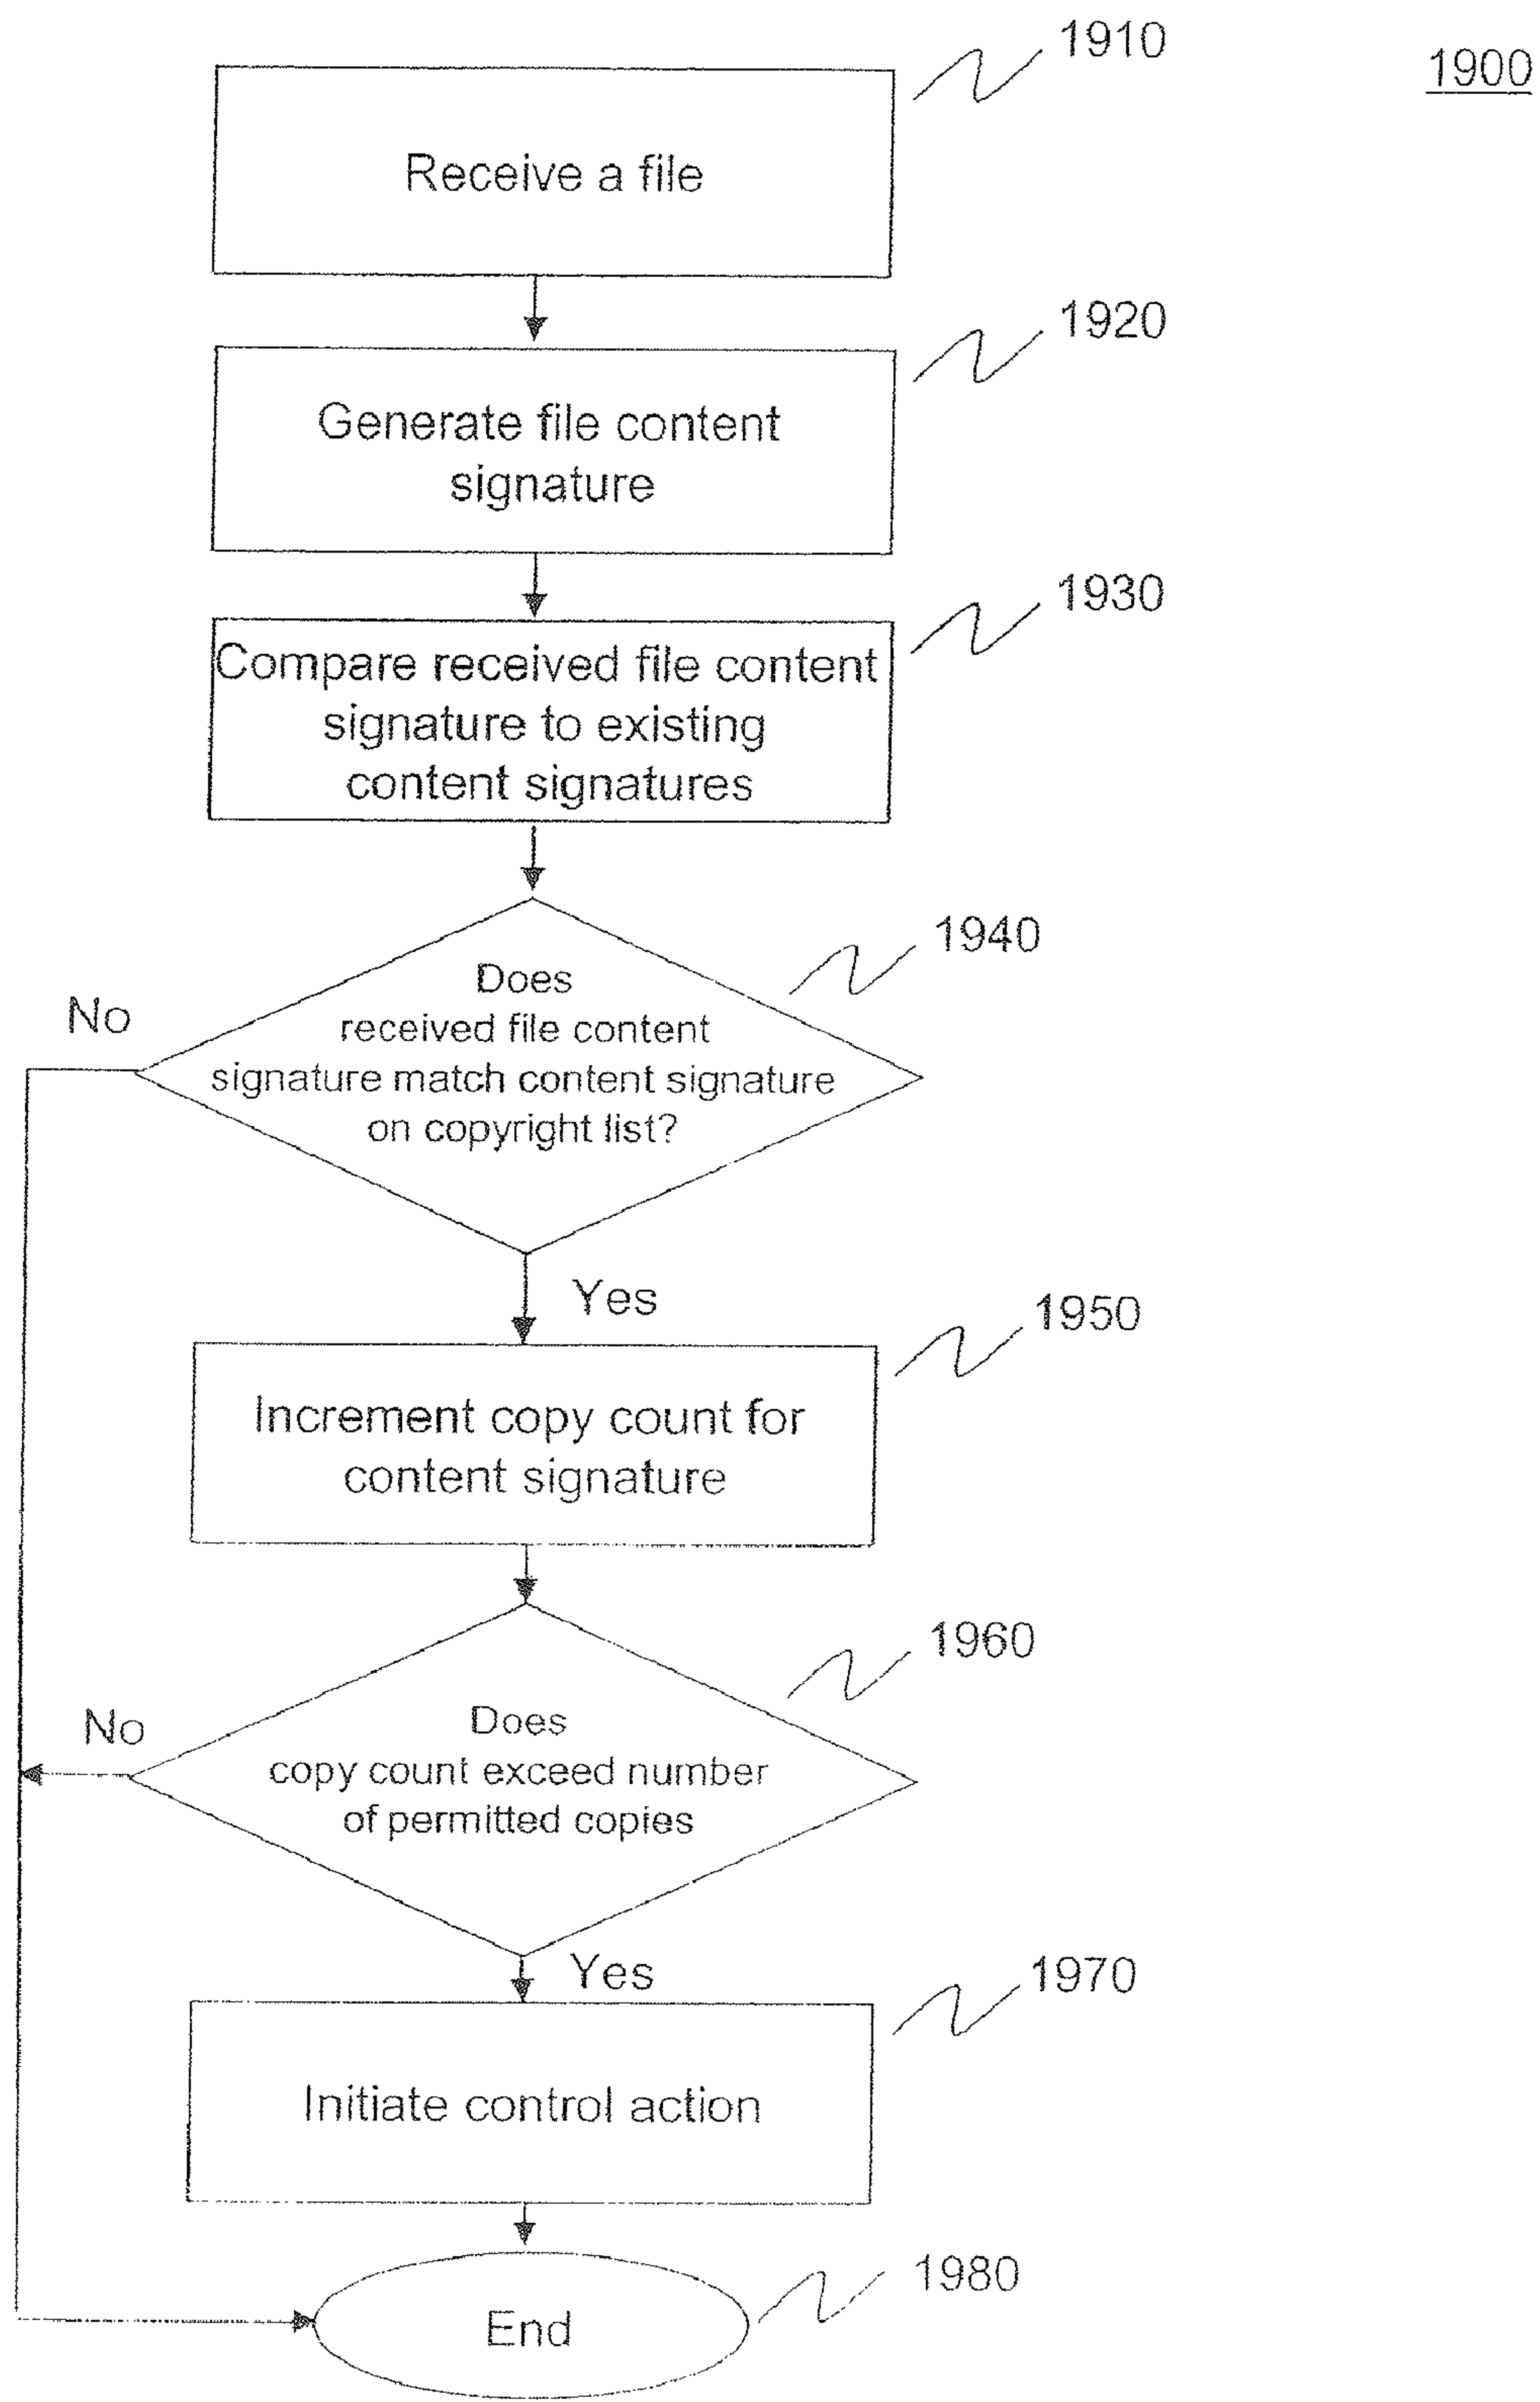 1910
1900
Receive a file
1920
Generate file content
signature
1930
Compare received file content
signature to existing
content signatures
1940
No
Does
received file content
signature match content signature
on copyright list?
Yes
1950
Increment copy count for
content signature
1960
No
Does
copy count exceed number
of permitted copies
Yes
1970
Initiate control action
1980
End